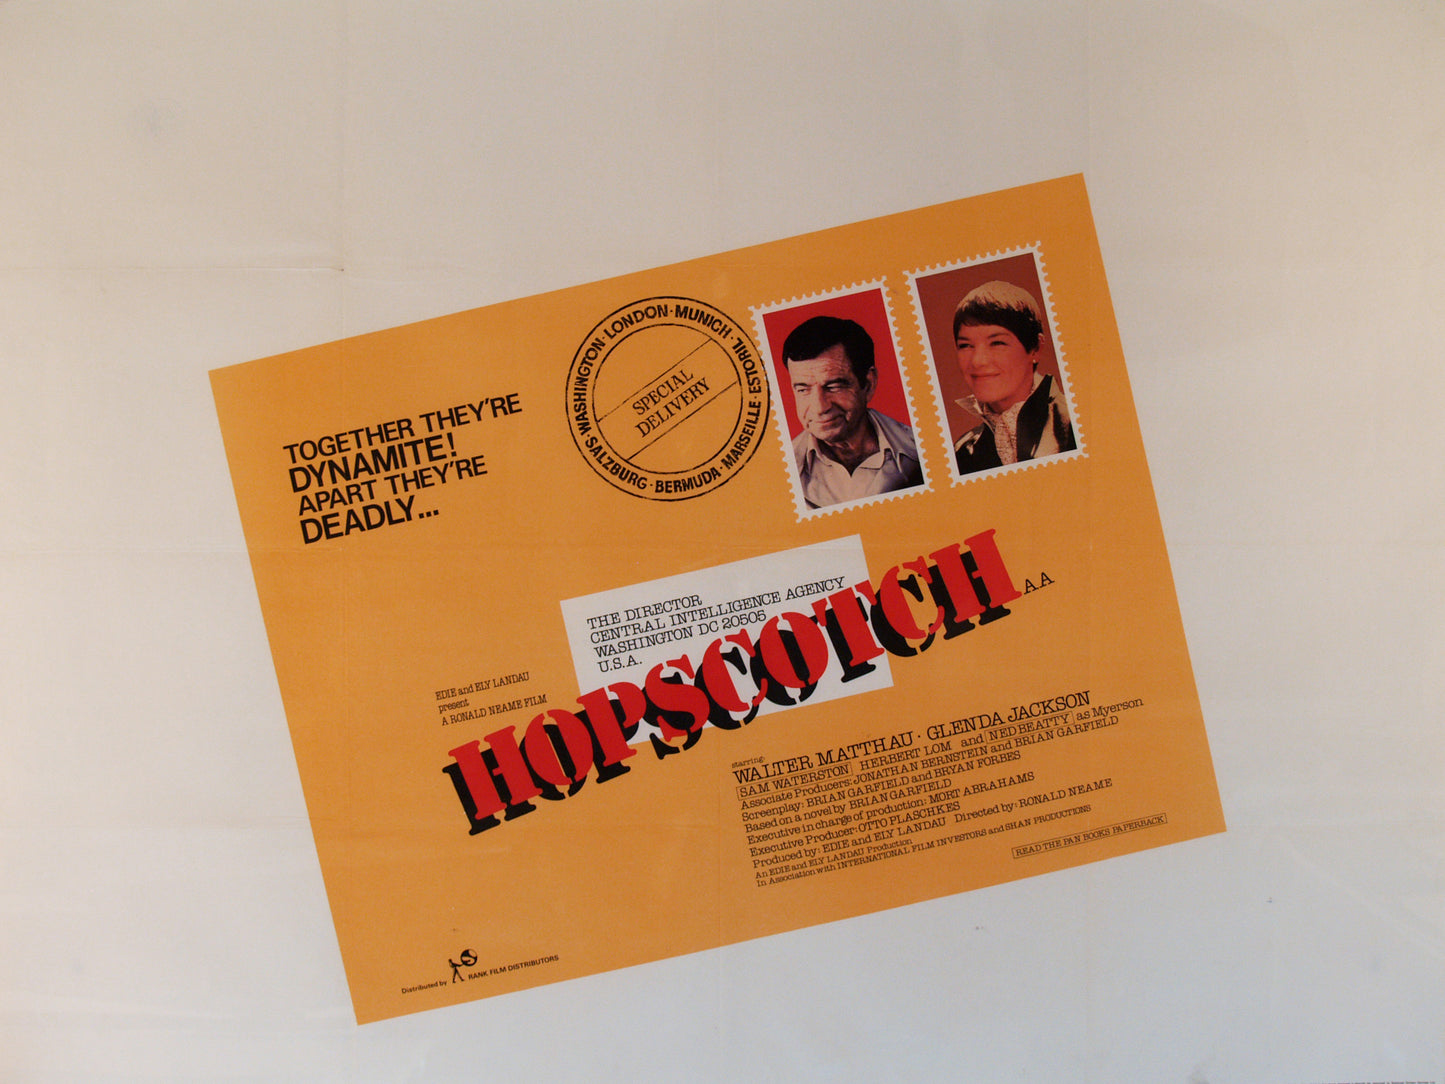 TOGETHER THEY'RE
DYNAMITE!
APART THEY'RE
DEADLY...
WASHINGTON · LONDON · MUNICH · ESTORIL · MARSEILLE · BERMUDA · SALZBURG ·
SPECIAL
DELIVERY
THE DIRECTOR
CENTRAL INTELLIGENCE AGENCY
WASHINGTON DC 20505
U.S.A.
EDIE and ELY LANDAU
present
A RONALD NEAME FILM
HOPSCOTCH AA
starring:
WALTER MATTHAU · GLENDA JACKSON
SAM WATERSTON HERBERT LOM and NED BEATTY as Myerson
Associate Producers: JONATHAN BERNSTEIN and BRIAN GARFIELD
Screenplay: BRIAN GARFIELD and BRYAN FORBES
Based on a novel by BRIAN GARFIELD
Executive in charge of production: MORT ABRAHAMS
Executive Producer: OTTO PLASCHKES
Produced by: EDIE and ELY LANDAU Directed by: RONALD NEAME
An EDIE and ELY LANDAU Production
In Association with INTERNATIONAL FILM INVESTORS and SHAN PRODUCTIONS
READ THE PAN BOOKS PAPERBACK
Distributed by RANK FILM DISTRIBUTORS